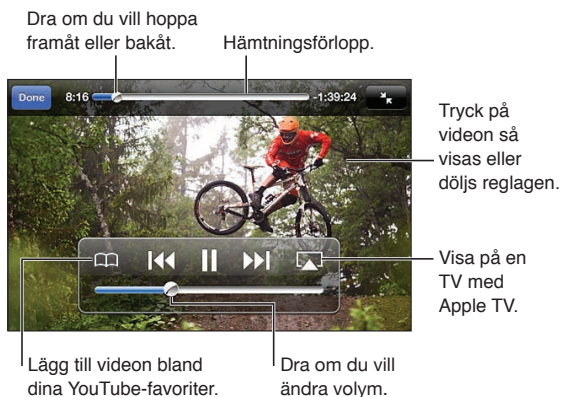 Dra om du vill hoppa
framåt eller bakåt.
Hämtningsförlopp.
Done
8:16
-1:39:24
Tryck på
videon så
visas eller
döljs reglagen.
Visa på en
TV med
Apple TV.
Lägg till videon bland
dina YouTube-favoriter.
Dra om du vill
ändra volym.